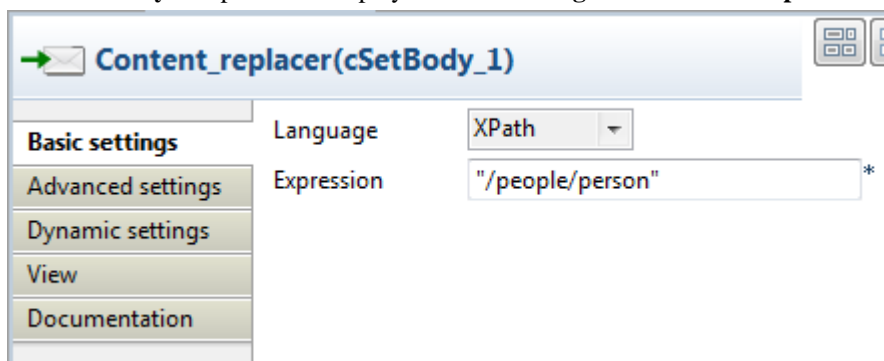 Content_replacer(cSetBody_1)
Basic settings
Language XPath
Expression "/people/person" *
Advanced settings
Dynamic settings
View
Documentation